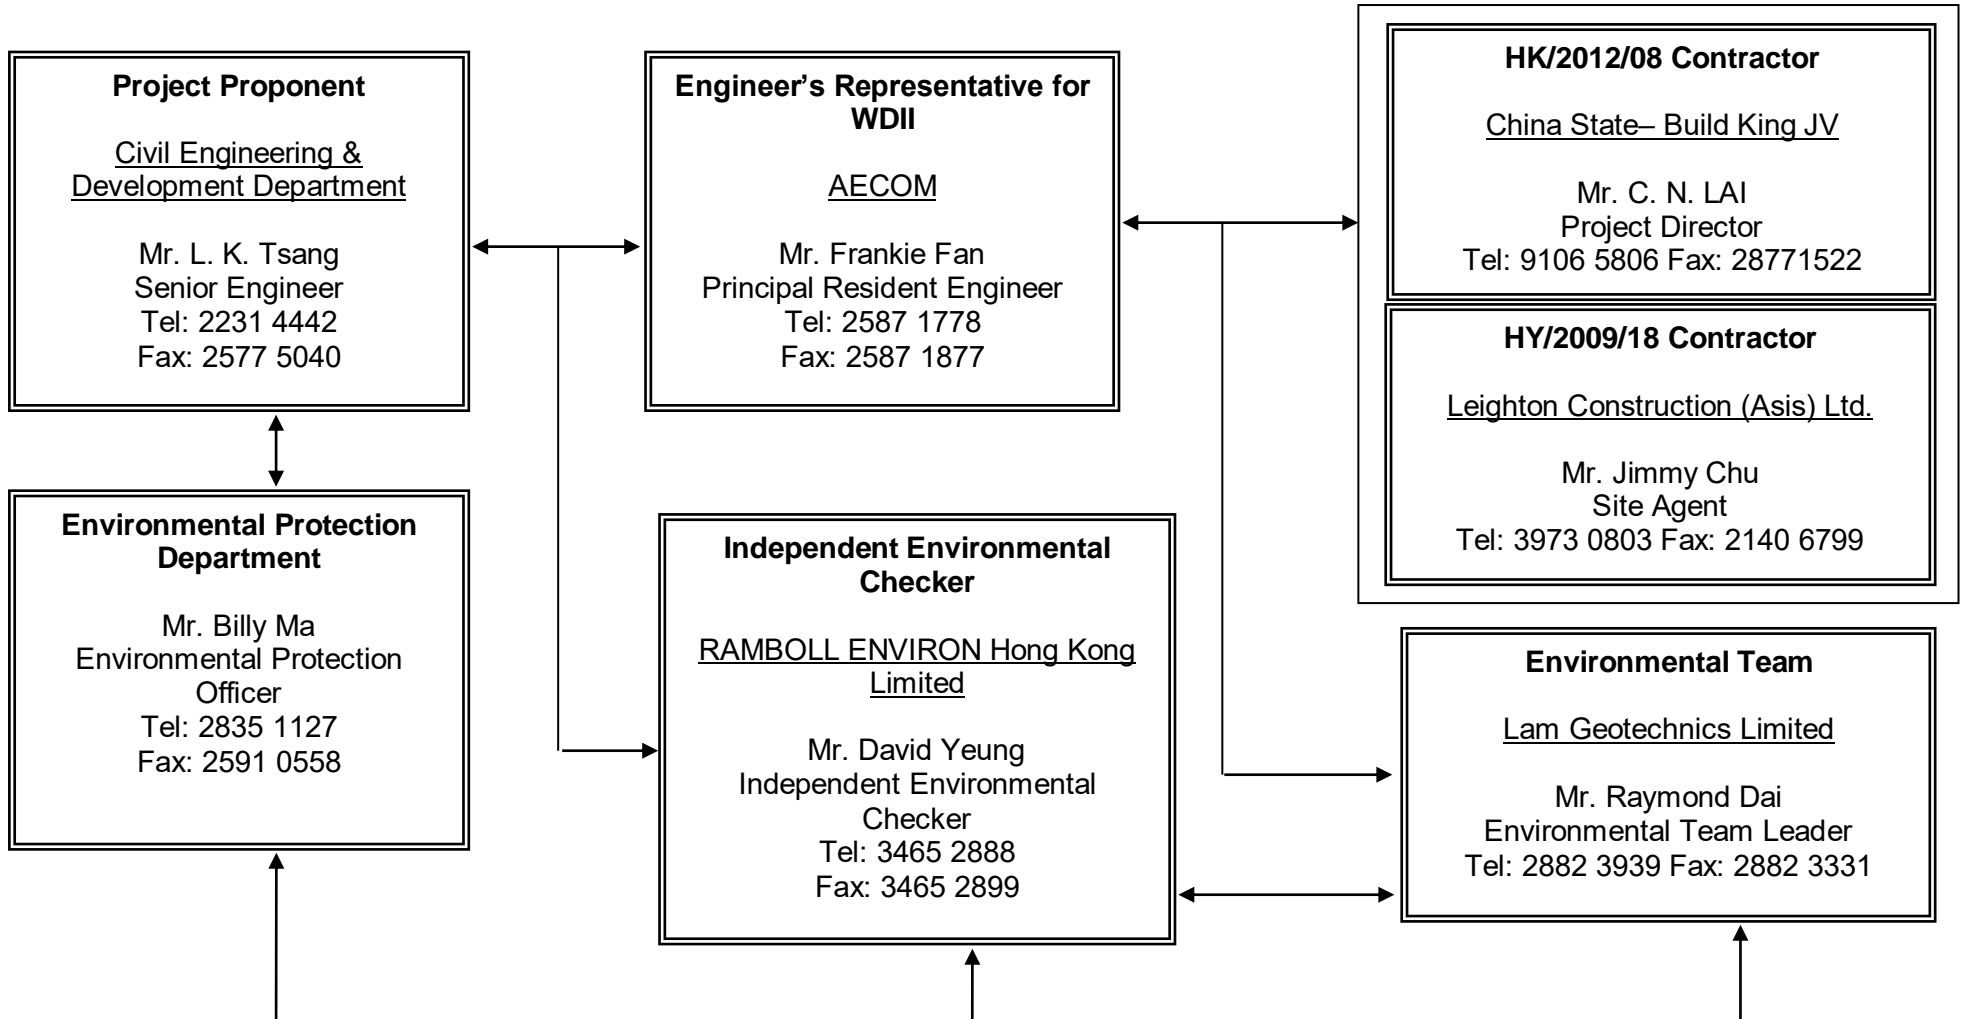 Project Proponent
Civil Engineering &
Development Department
Mr. L. K. Tsang
Senior Engineer
Tel: 2231 4442
Fax: 2577 5040
Engineer’s Representative for
WDII
AECOM
Mr. Frankie Fan
Principal Resident Engineer
Tel: 2587 1778
Fax: 2587 1877
HK/2012/08 Contractor
China State– Build King JV
Mr. C. N. LAI
Project Director
Tel: 9106 5806 Fax: 28771522
HY/2009/18 Contractor
Leighton Construction (Asis) Ltd.
Mr. Jimmy Chu
Site Agent
Tel: 3973 0803 Fax: 2140 6799
Environmental Protection
Department
Mr. Billy Ma
Environmental Protection
Officer
Tel: 2835 1127
Fax: 2591 0558
Independent Environmental
Checker
RAMBOLL ENVIRON Hong Kong
Limited
Mr. David Yeung
Independent Environmental
Checker
Tel: 3465 2888
Fax: 3465 2899
Environmental Team
Lam Geotechnics Limited
Mr. Raymond Dai
Environmental Team Leader
Tel: 2882 3939 Fax: 2882 3331